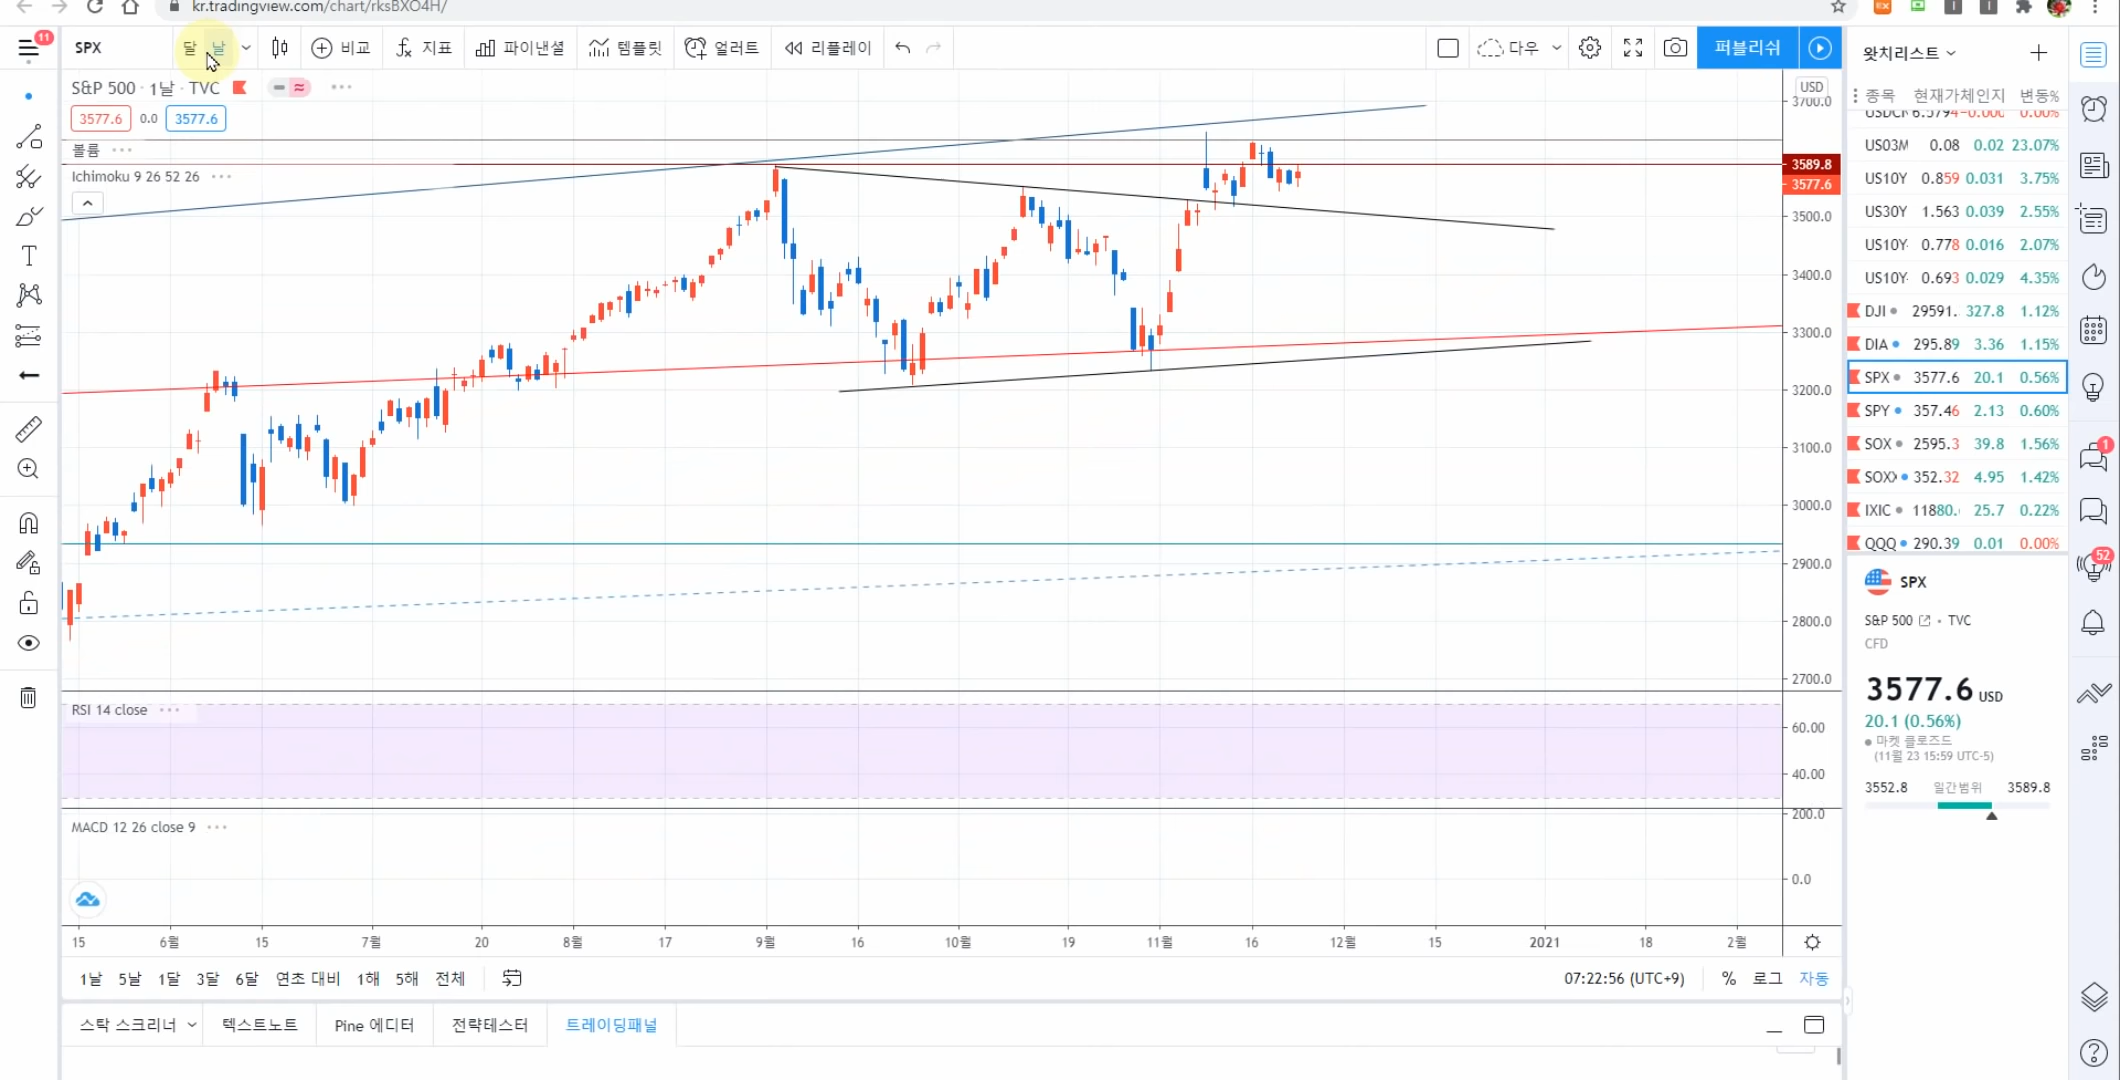 kr.tradingview.com/chart/rksBXO4H/
11
SPX
달 날
비교
지표
파이낸셜
템플릿
얼러트
리플레이
다우
퍼블리쉬
S&P 500 · 1날 · TVC
3577.6 0.0 3577.6
볼륨
Ichimoku 9 26 52 26
USD
3700.0
3589.8
3577.6
3500.0
3400.0
3300.0
3200.0
3100.0
3000.0
2900.0
2800.0
2700.0
RSI 14 close
60.00
40.00
MACD 12 26 close 9
200.0
0.0
15 6월 15 7월 20 8월 17 9월 16 10월 19 11월 16 12월 15 2021 18 2월
1날 5날 1달 3달 6달 연초 대비 1해 5해 전체
07:22:56 (UTC+9) % 로그 자동
스탁 스크리너 텍스트노트 Pine 에디터 전략테스터 트레이딩패널
왓치리스트
종목 현재가 체인지 변동%
0.00%
US03M 0.08 0.02 23.07%
US10Y 0.859 0.031 3.75%
US30Y 1.563 0.039 2.55%
US10Y- 0.778 0.016 2.07%
US10Y- 0.693 0.029 4.35%
DJI 29591. 327.8 1.12%
DIA 295.89 3.36 1.15%
SPX 3577.6 20.1 0.56%
SPY 357.46 2.13 0.60%
SOX 2595.3 39.8 1.56%
SOXX 352.32 4.95 1.42%
IXIC 11880. 25.7 0.22%
QQQ 290.39 0.01 0.00%
SPX
S&P 500 · TVC
CFD
3577.6 USD
20.1 (0.56%)
마켓 클로즈드
(11월 23 15:59 UTC-5)
3552.8 일간범위 3589.8
1
52